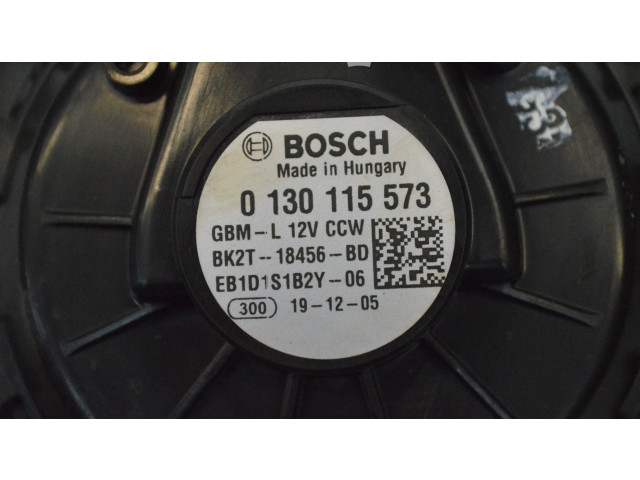 BOSCH
Made in Hungary
0 130 115 573
GBM-L 12V CCW
BK2T-18456-BD
EB1D1S1B2Y-06
300 19-12-05